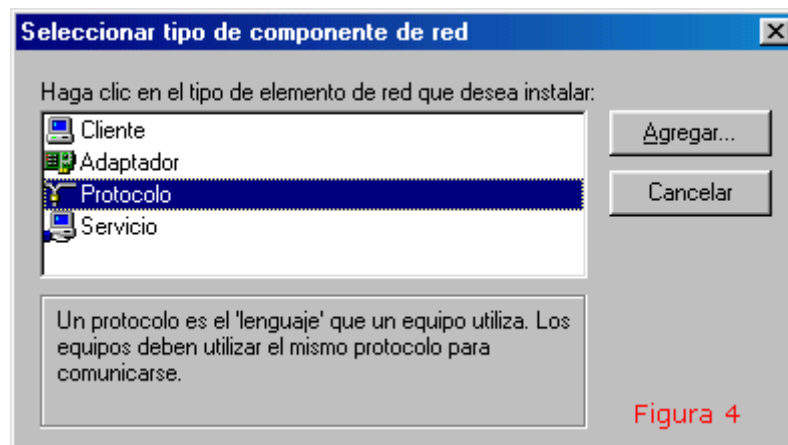 Seleccionar tipo de componente de red
Haga clic en el tipo de elemento de red que desea instalar:
Cliente
Adaptador
Protocolo
Servicio
Agregar...
Cancelar
Un protocolo es el 'lenguaje' que un equipo utiliza. Los
equipos deben utilizar el mismo protocolo para
comunicarse.
Figura 4